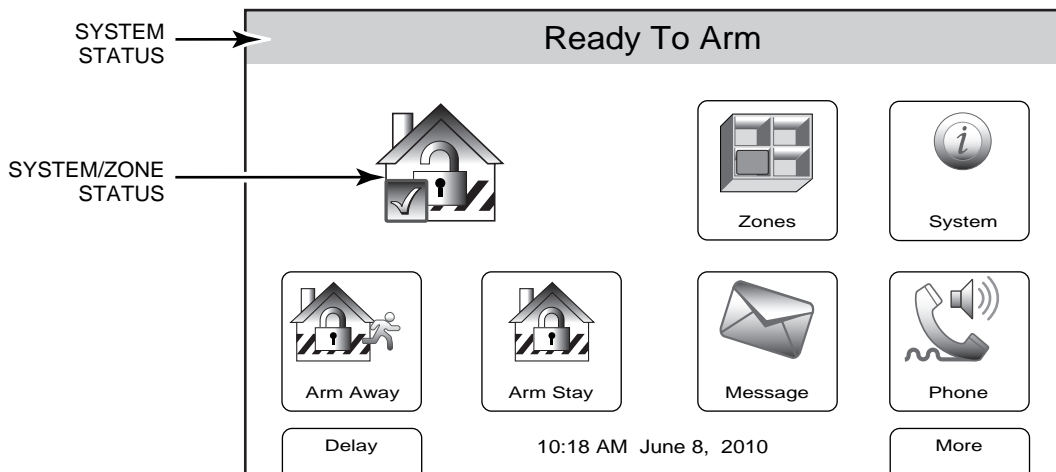 SYSTEM
STATUS
Ready To Arm
SYSTEM/ZONE
STATUS
Zones
System
Arm Away
Arm Stay
Message
Phone
Delay
10:18 AM June 8, 2010
More